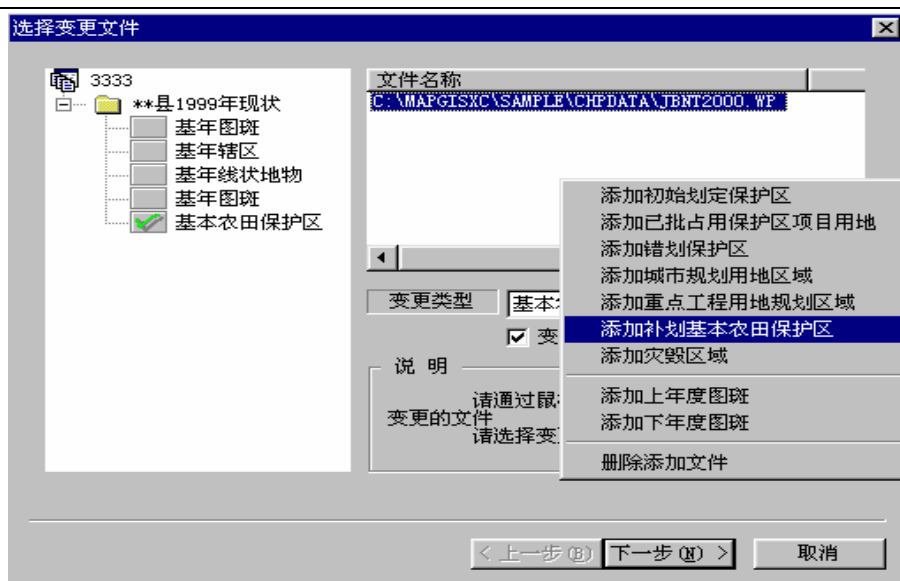 选择变更文件
3333
**县1999年现状
基年图斑
基年辖区
基年线状地物
基年图斑
基本农田保护区
文件名称
C:\MAPGISXC\SAMPLE\CHPDATA\JBNT2000.WP
添加初始划定保护区
添加已批占用保护区项目用地
添加错划保护区
添加城市规划用地区域
添加重点工程用地规划区域
添加补划基本农田保护区
添加灾毁区域
添加上年度图斑
添加下年度图斑
删除添加文件
变更类型
基本
变
说 明
请通过鼠
变更的文件
请选择变
< 上一步(B)
下一步(N) >
取消